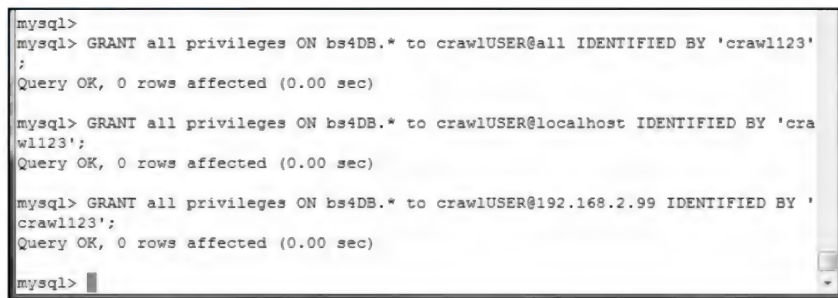 mysql>
mysql> GRANT all privileges ON bs4DB.* to crawlUSER@all IDENTIFIED BY 'crawl123'
;
Query OK, 0 rows affected (0.00 sec)
mysql> GRANT all privileges ON bs4DB.* to crawlUSER@localhost IDENTIFIED BY 'cra
wl123';
Query OK, 0 rows affected (0.00 sec)
mysql> GRANT all privileges ON bs4DB.* to crawlUSER@192.168.2.99 IDENTIFIED BY '
crawl123';
Query OK, 0 rows affected (0.00 sec)
mysql>